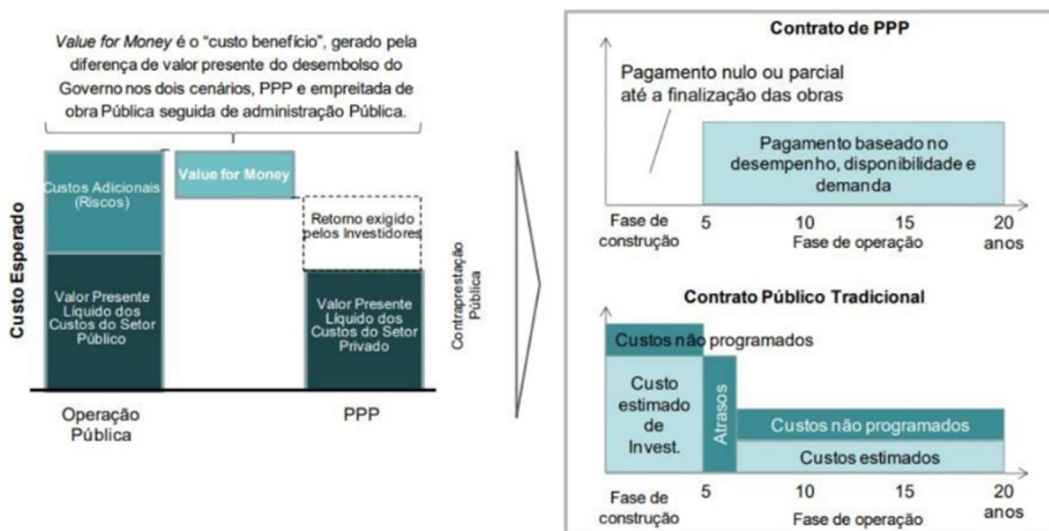 Value for Money é o “custo benefício”, gerado pela
diferença de valor presente do desembolso do
Governo nos dois cenários, PPP e empreitada de
obra Pública seguida de administração Pública.
Custo Esperado
Custos Adicionais
(Riscos)
Valor Presente
Líquido dos
Custos do Setor
Público
Value for Money
Retorno exigido
pelos Investidores
Valor Presente
Líquido dos
Custos do Setor
Privado
Contraprestação
Pública
Operação
Pública
PPP
Contrato de PPP
Pagamento nulo ou parcial
até a finalização das obras
Pagamento baseado no
desempenho, disponibilidade e
demanda
Fase de
construção
5 10 15 20
Fase de operação
anos
Contrato Público Tradicional
Custos não programados
Custo
estimado
de
Invest.
Atrasos
Custos não programados
Custos estimados
Fase de
construção
5 10 15 20
Fase de operação
anos